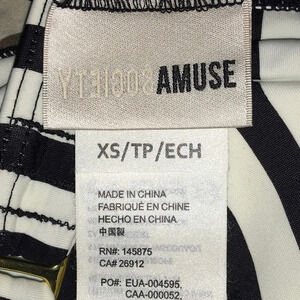 SOCIETY AMUSE
XS/TP/ECH
MADE IN CHINA
FABRIQUÉ EN CHINE
HECHO EN CHINA
中国製
RN#: 145875
CA# 26912
PO#: EUA-004595,
CAA-000052,